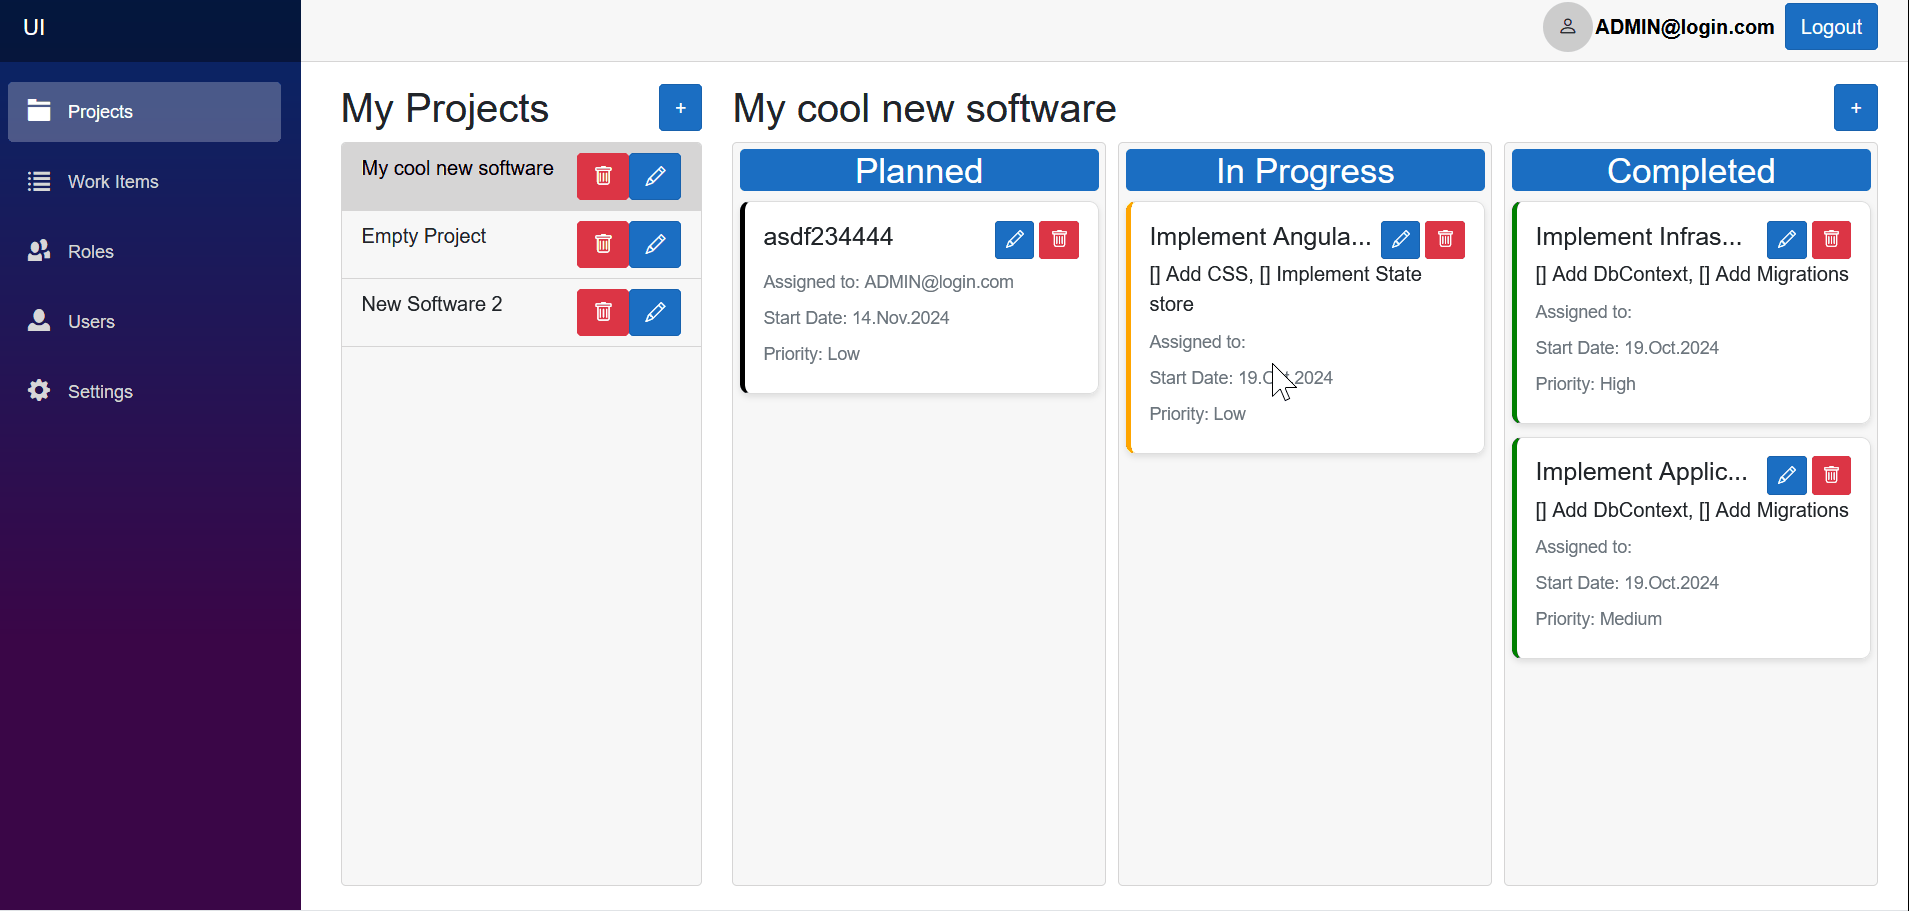 UI
ADMIN@login.com
Logout
Projects
Work Items
Roles
Users
Settings
My Projects
+
My cool new software
Empty Project
New Software 2
My cool new software
+
Planned
asdf234444
Assigned to: ADMIN@login.com
Start Date: 14.Nov.2024
Priority: Low
In Progress
Implement Angula...
[] Add CSS, [] Implement State
store
Assigned to:
Start Date: 19.Oct.2024
Priority: Low
Completed
Implement Infras...
[] Add DbContext, [] Add Migrations
Assigned to:
Start Date: 19.Oct.2024
Priority: High
Implement Applic...
[] Add DbContext, [] Add Migrations
Assigned to:
Start Date: 19.Oct.2024
Priority: Medium